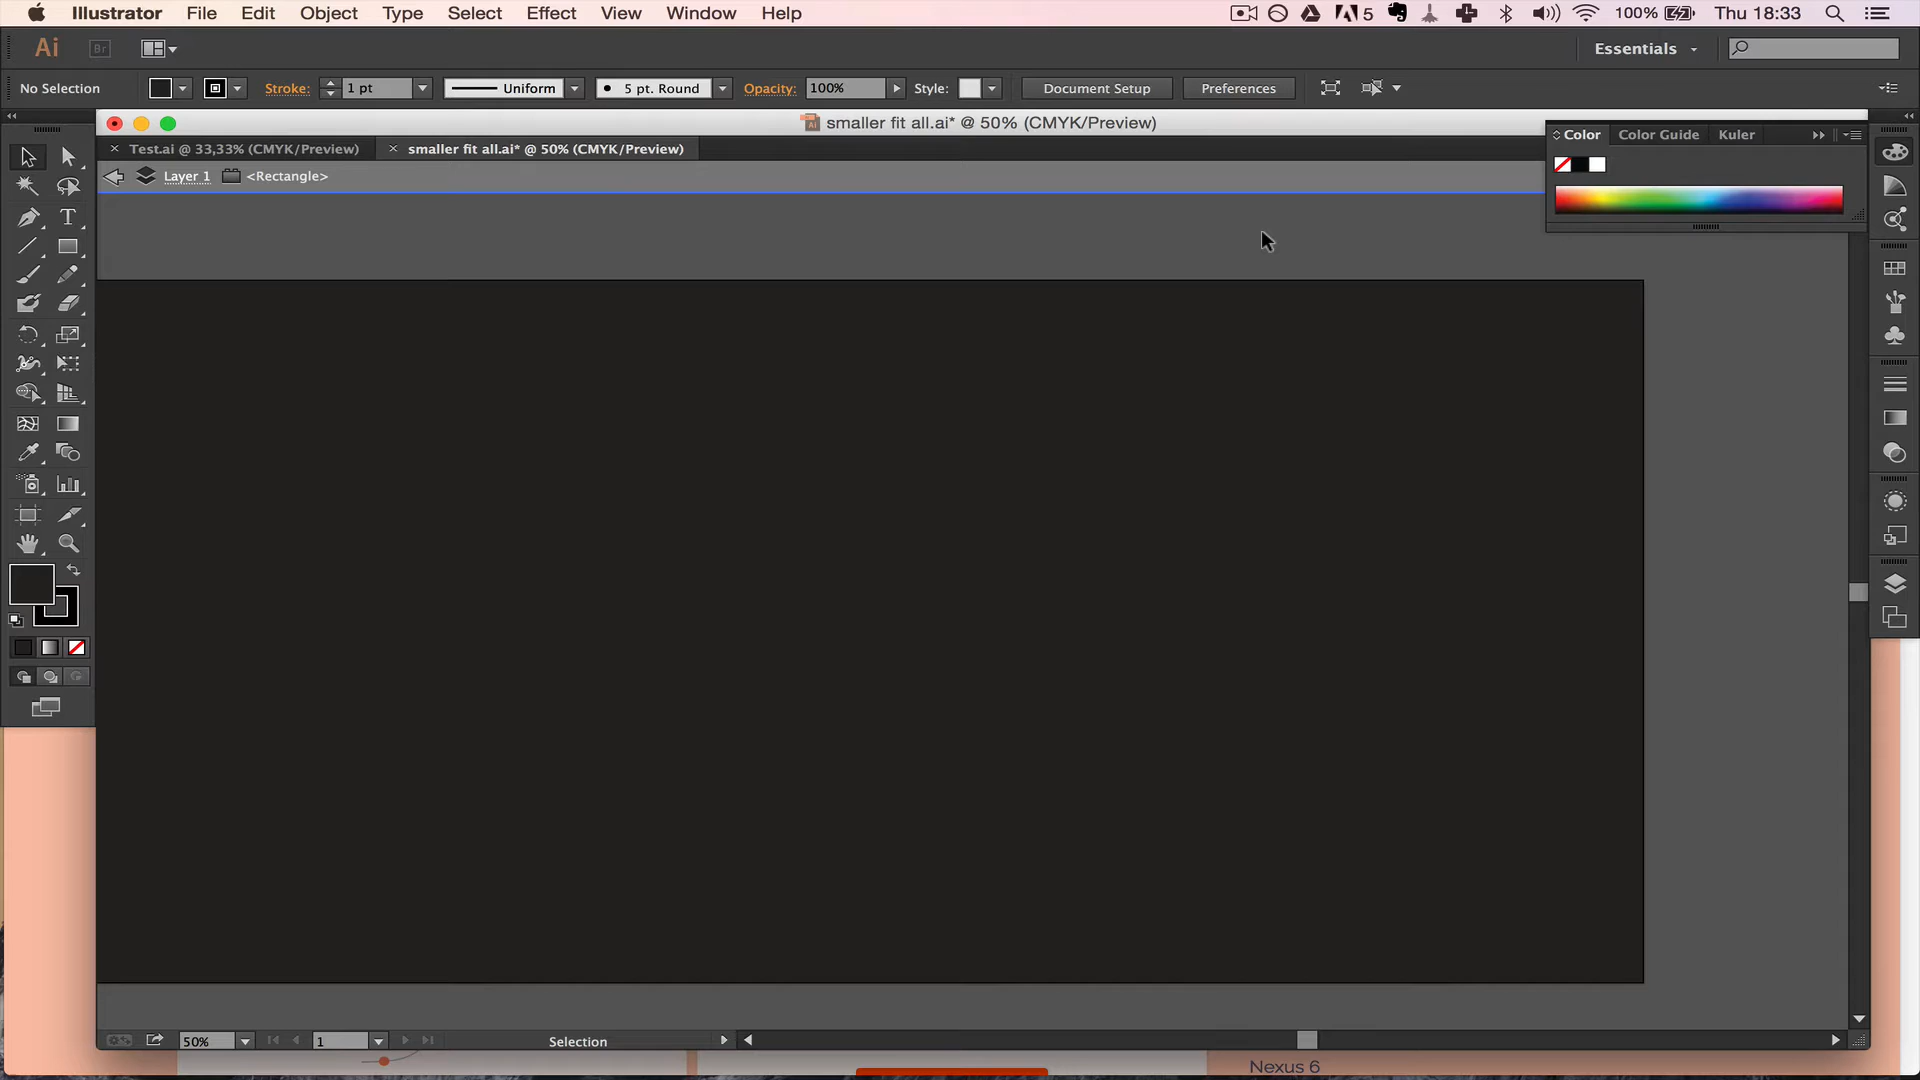 Illustrator File Edit Object Type Select Effect View Window Help 5 100% Thu 18:33
Ai Br Essentials
No Selection Stroke: 1 pt Uniform 5 pt. Round Opacity: 100% Style: Document Setup Preferences
smaller fit all.ai* @ 50% (CMYK/Preview)
Color Color Guide Kuler
Test.ai @ 33,33% (CMYK/Preview) smaller fit all.ai* @ 50% (CMYK/Preview)
Layer 1 <Rectangle>
50% 1 Selection
Nexus 6